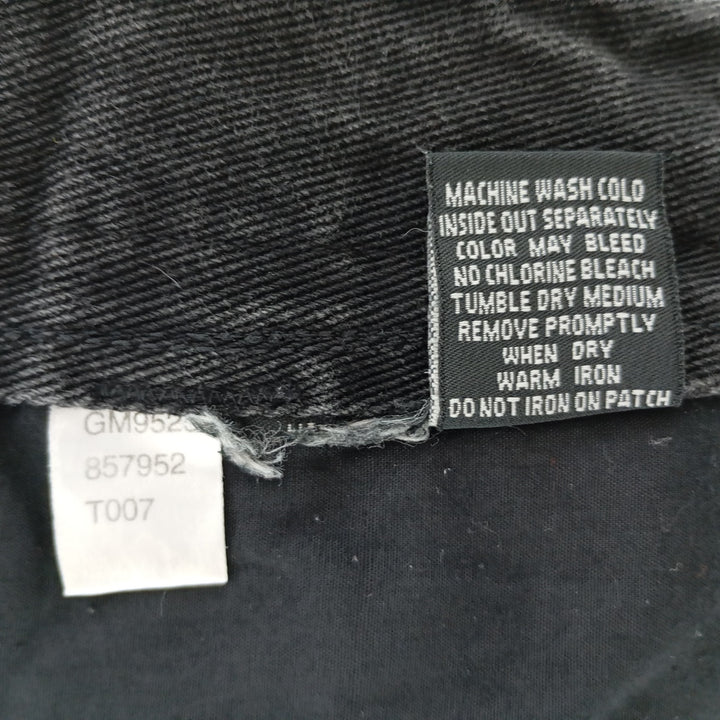 MACHINE WASH COLD
INSIDE OUT SEPARATELY
COLOR MAY BLEED
NO CHLORINE BLEACH
TUMBLE DRY MEDIUM
REMOVE PROMPTLY
WHEN DRY
WARM IRON
DO NOT IRON ON PATCH
857952
T007